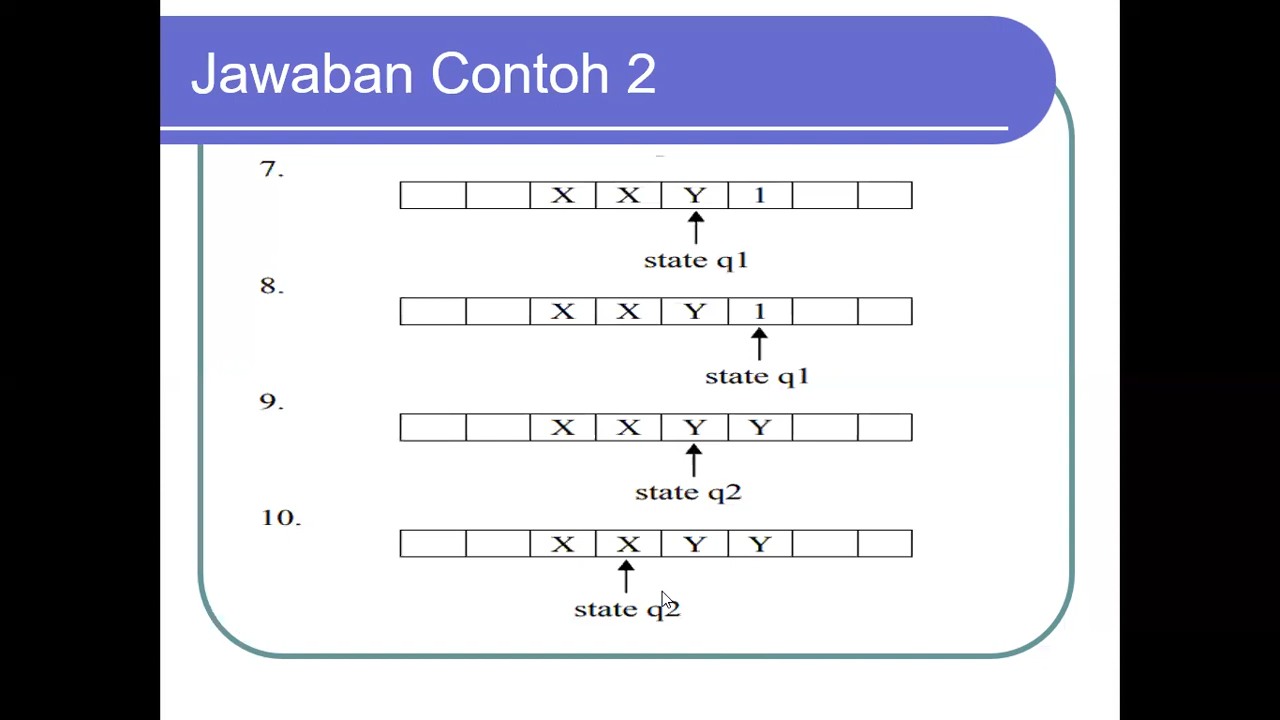 Jawaban Contoh 2
7.
X X Y 1
state q1
8.
X X Y 1
state q1
9.
X X Y Y
state q2
10.
X X Y Y
state q2